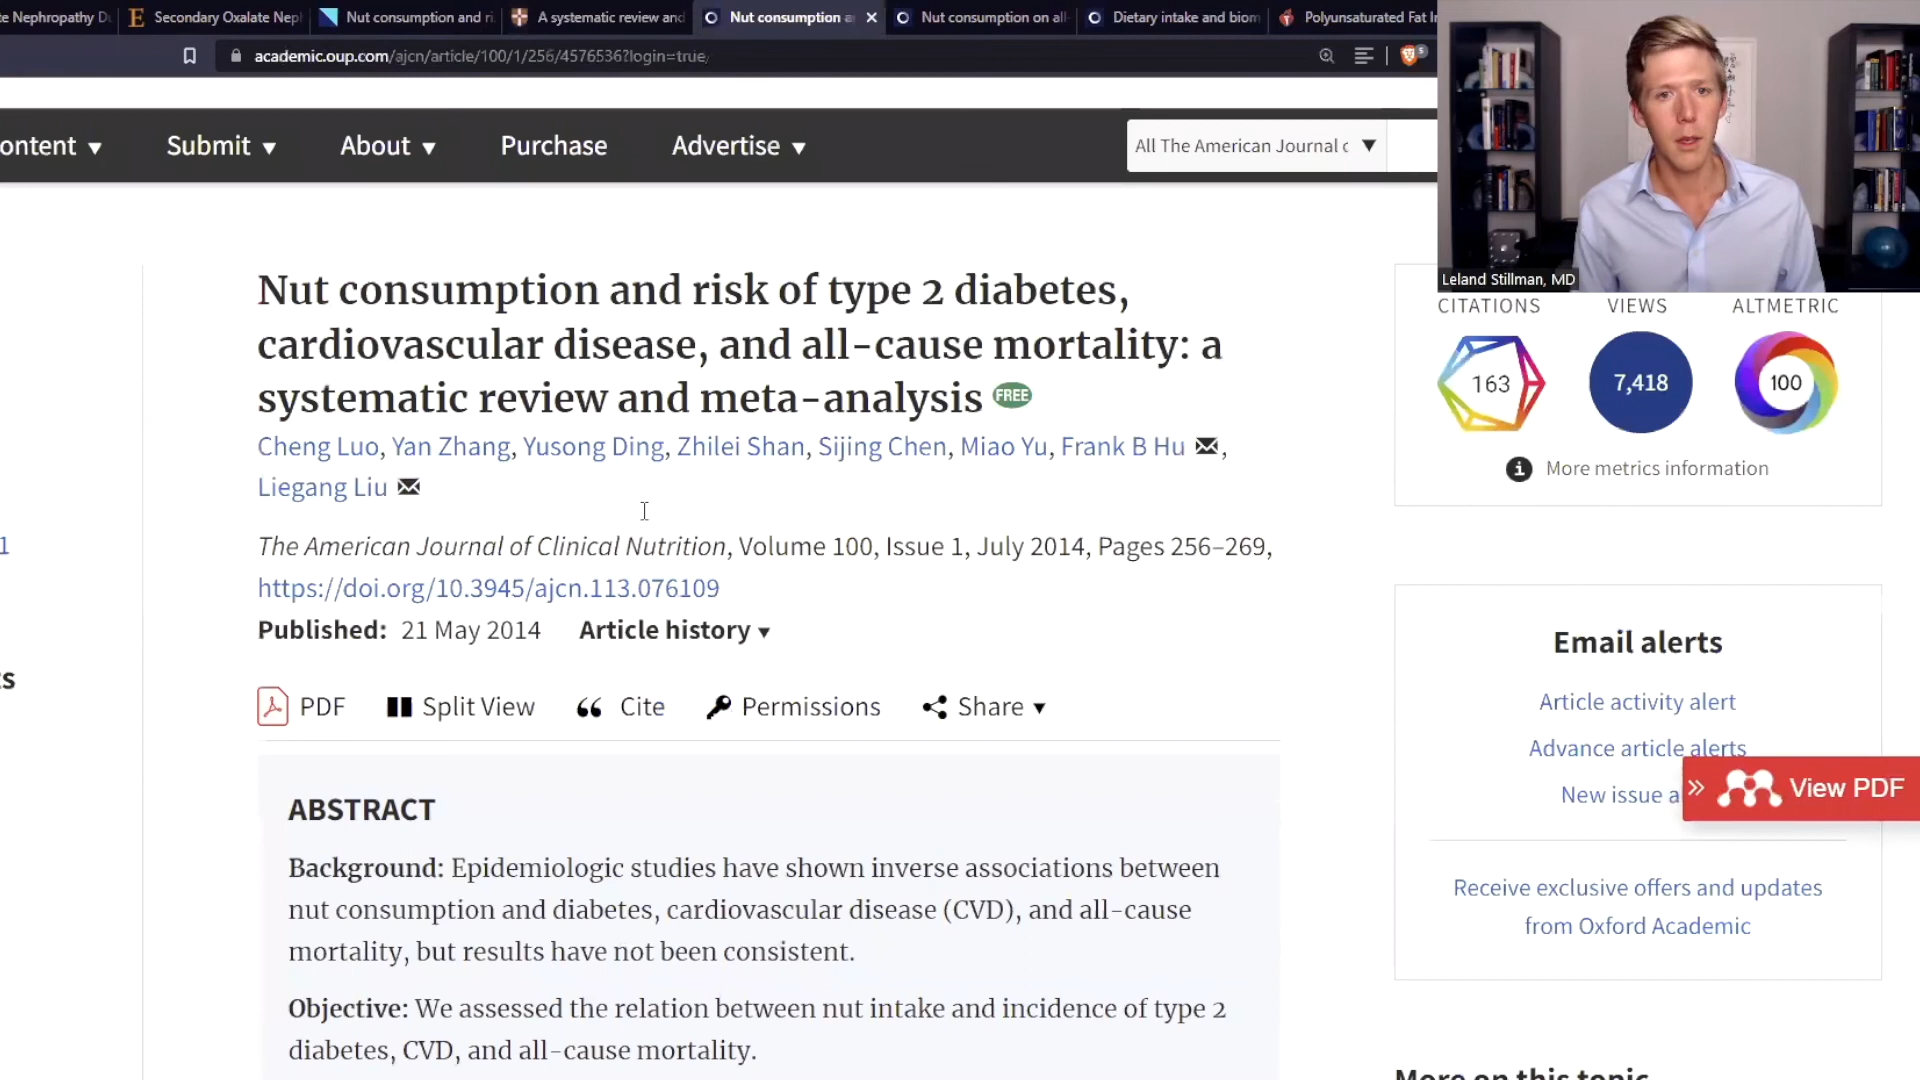 te Nephropathy Du
Secondary Oxalate Nep
Nut consumption and ri
A systematic review and
Nut consumption a
Nut consumption on all-
Dietary intake and biom
Polyunsaturated Fat In
academic.oup.com/ajcn/article/100/1/256/4576536?login=true
5
ontent
Submit
About
Purchase
Advertise
All The American Journal o
Leland Stillman, MD
Nut consumption and risk of type 2 diabetes,
cardiovascular disease, and all-cause mortality: a
systematic review and meta-analysis FREE
Cheng Luo, Yan Zhang, Yusong Ding, Zhilei Shan, Sijing Chen, Miao Yu, Frank B Hu ,
Liegang Liu
The American Journal of Clinical Nutrition, Volume 100, Issue 1, July 2014, Pages 256–269,
https://doi.org/10.3945/ajcn.113.076109
Published: 21 May 2014 Article history
1
ts
PDF Split View Cite Permissions Share
ABSTRACT
Background: Epidemiologic studies have shown inverse associations between
nut consumption and diabetes, cardiovascular disease (CVD), and all-cause
mortality, but results have not been consistent.
Objective: We assessed the relation between nut intake and incidence of type 2
diabetes, CVD, and all-cause mortality.
CITATIONS VIEWS ALTMETRIC
163 7,418 100
More metrics information
Email alerts
Article activity alert
Advance article alerts
New issue a
View PDF
Receive exclusive offers and updates
from Oxford Academic
More on this topic